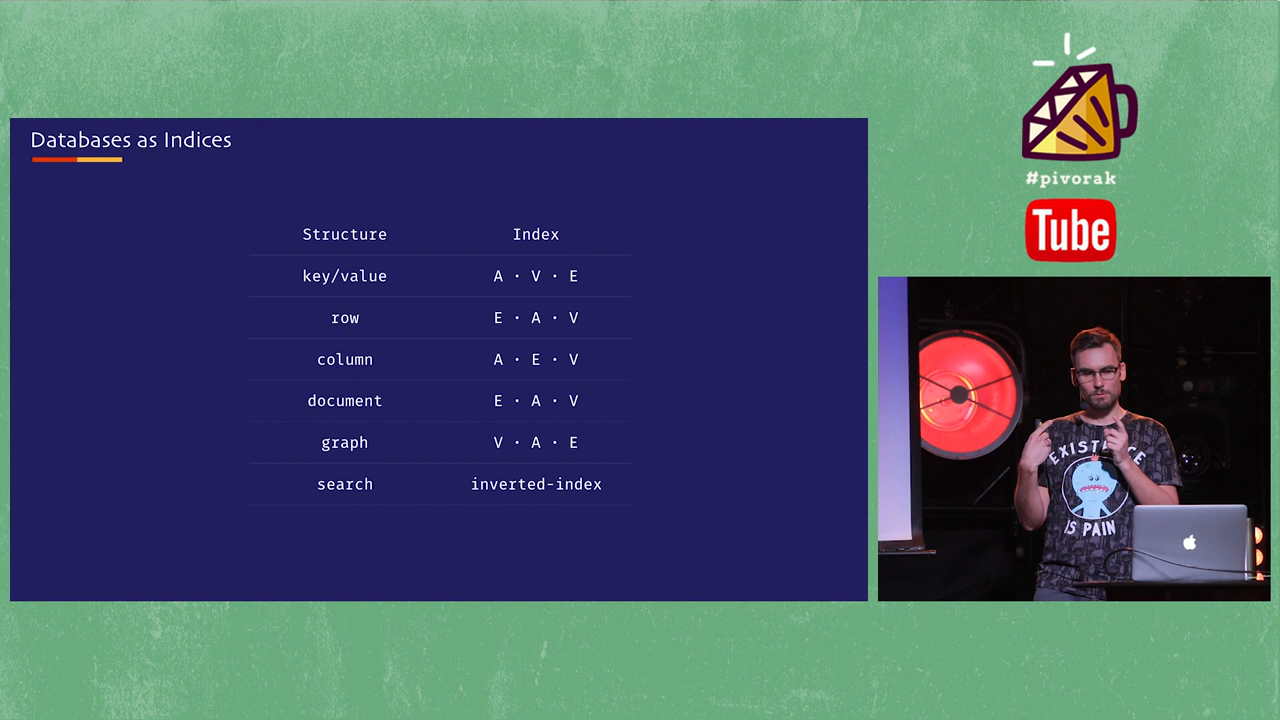 Databases as Indices
Structure Index
key/value A · V · E
row E · A · V
column A · E · V
document E · A · V
graph V · A · E
search inverted-index
#pivorak
Tube
EXISTENCE
IS PAIN